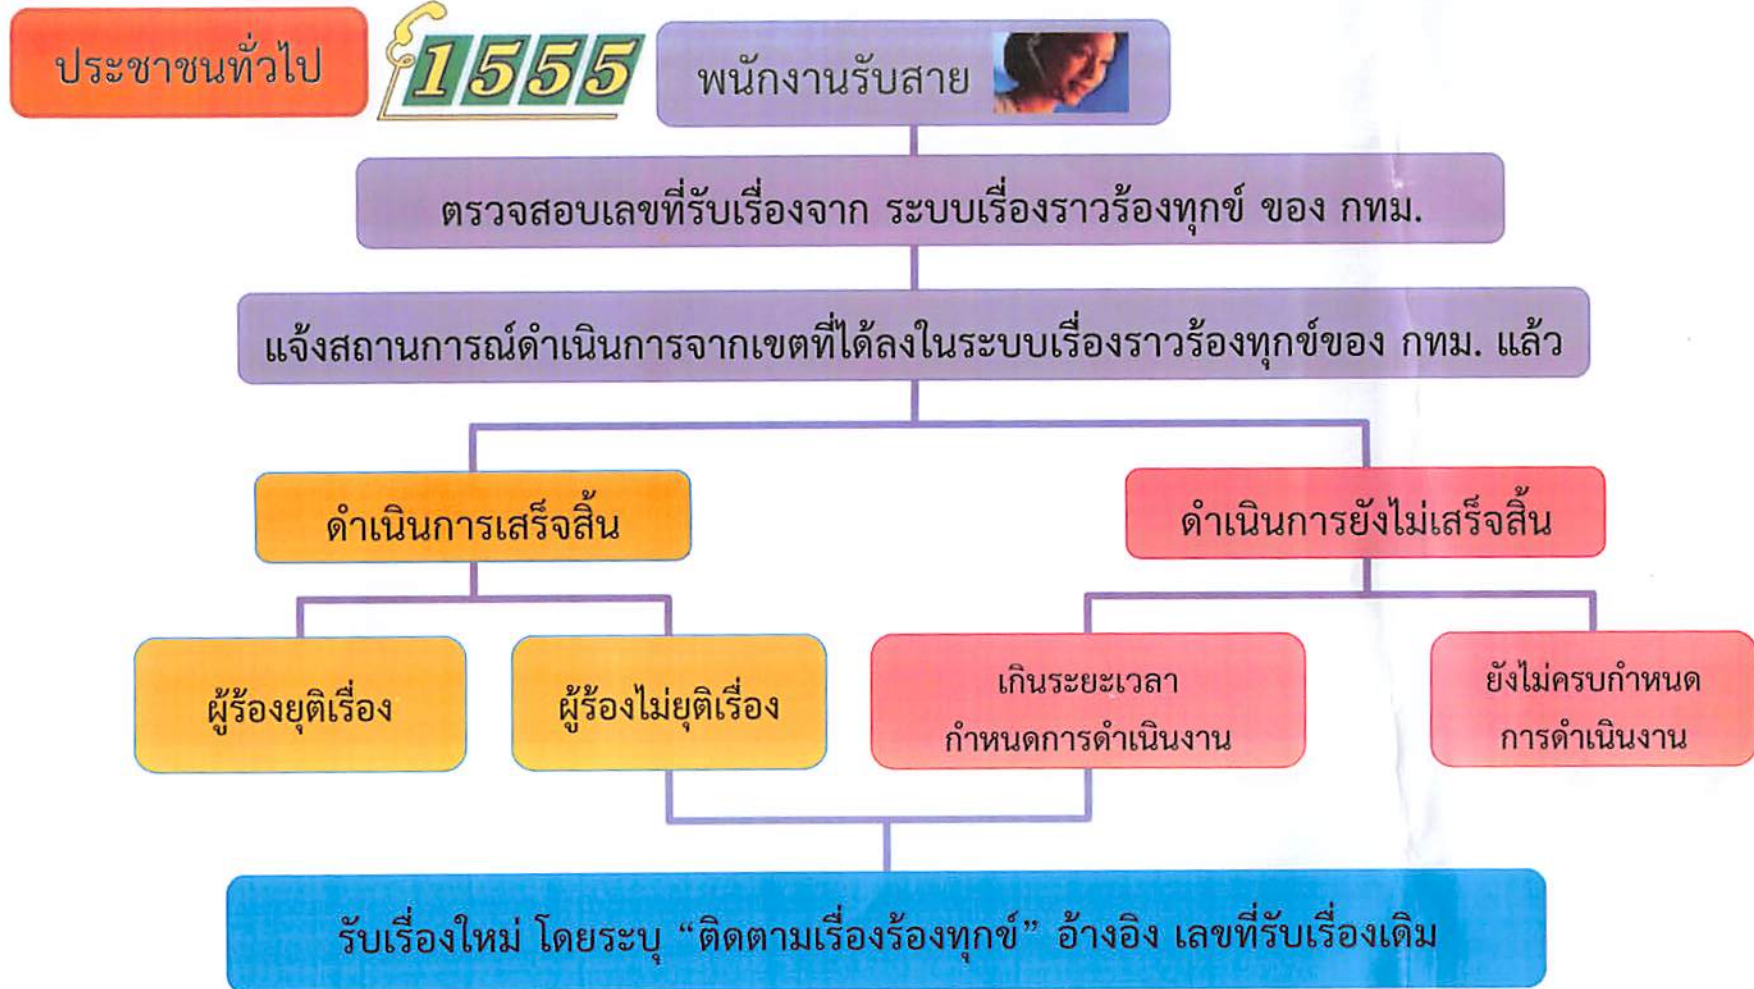 ประชาชนทั่วไป
1555
พนักงานรับสาย
ตรวจสอบเลขที่รับเรื่องจาก ระบบเรื่องราวร้องทุกข์ ของ กทม.
แจ้งสถานการณ์ดำเนินการจากเขตที่ได้ลงในระบบเรื่องราวร้องทุกข์ของ กทม. แล้ว
ดำเนินการเสร็จสิ้น
ดำเนินการยังไม่เสร็จสิ้น
ผู้ร้องยุติเรื่อง
ผู้ร้องไม่ยุติเรื่อง
เกินระยะเวลา
กำหนดการดำเนินงาน
ยังไม่ครบกำหนด
การดำเนินงาน
รับเรื่องใหม่ โดยระบุ “ติดตามเรื่องร้องทุกข์” อ้างอิง เลขที่รับเรื่องเดิม